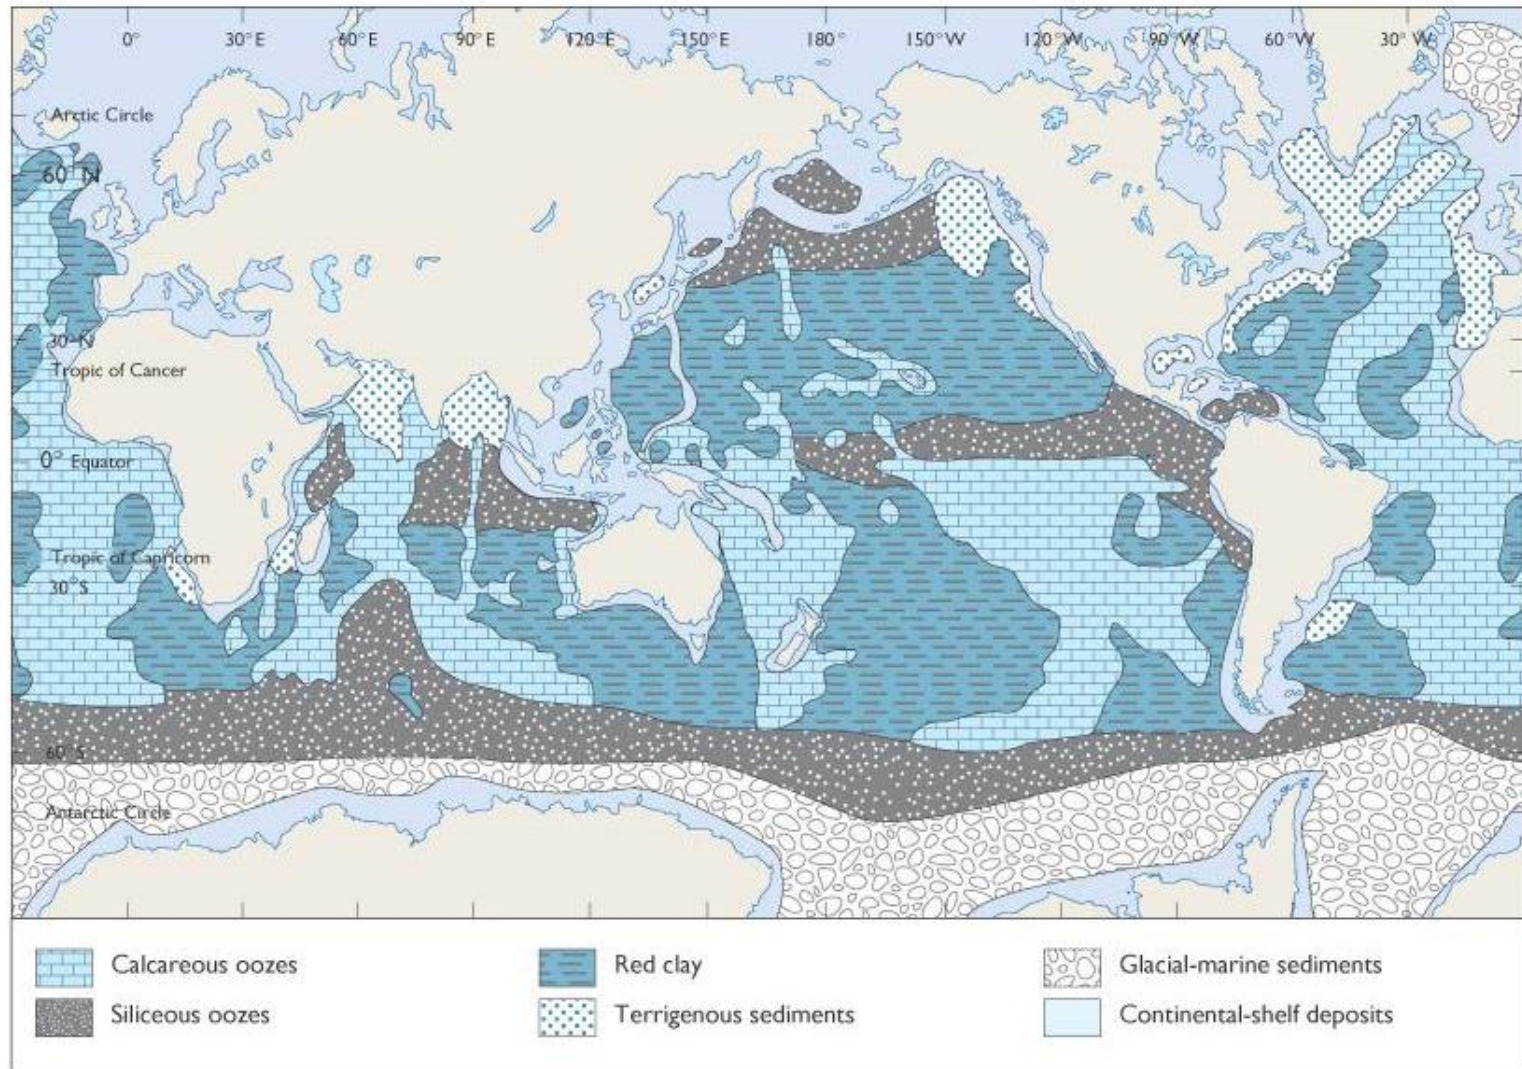 0° 30°E 60°E 90°E 120°E 150°E 180° 150°W 120°W 90°W 60°W 30°W
Arctic Circle
60°N
30°N
Tropic of Cancer
0° Equator
Tropic of Capricorn
30°S
60°S
Antarctic Circle
Calcareous oozes Red clay Glacial-marine sediments
Siliceous oozes Terrigenous sediments Continental-shelf deposits